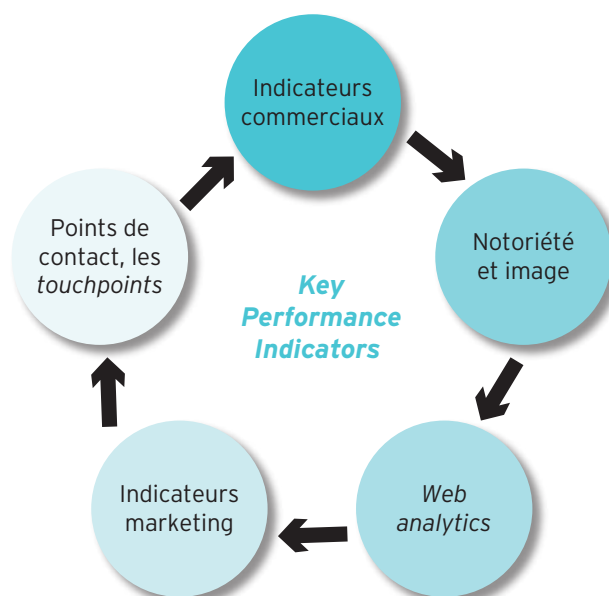 Indicateurs
commerciaux
Notoriété
et image
Web
analytics
Indicateurs
marketing
Points de
contact, les
touchpoints
Key
Performance
Indicators